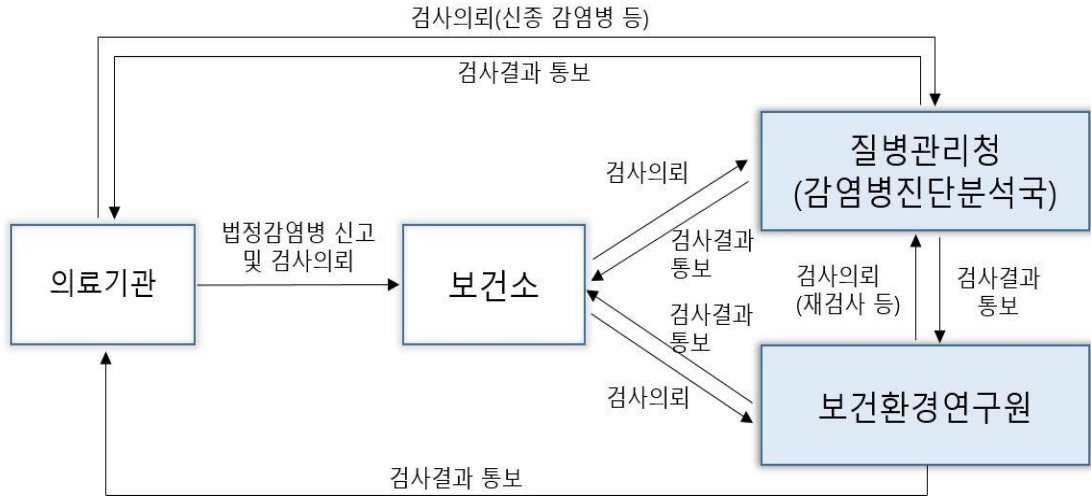 검사의뢰(신종 감염병 등)
검사결과 통보
질병관리청
(감염병진단분석국)
검사의뢰
법정감염병 신고
및 검사의뢰
의료기관
보건소
검사결과
통보
검사의뢰
(재검사 등)
검사결과
통보
검사결과
통보
검사의뢰
보건환경연구원
검사결과 통보